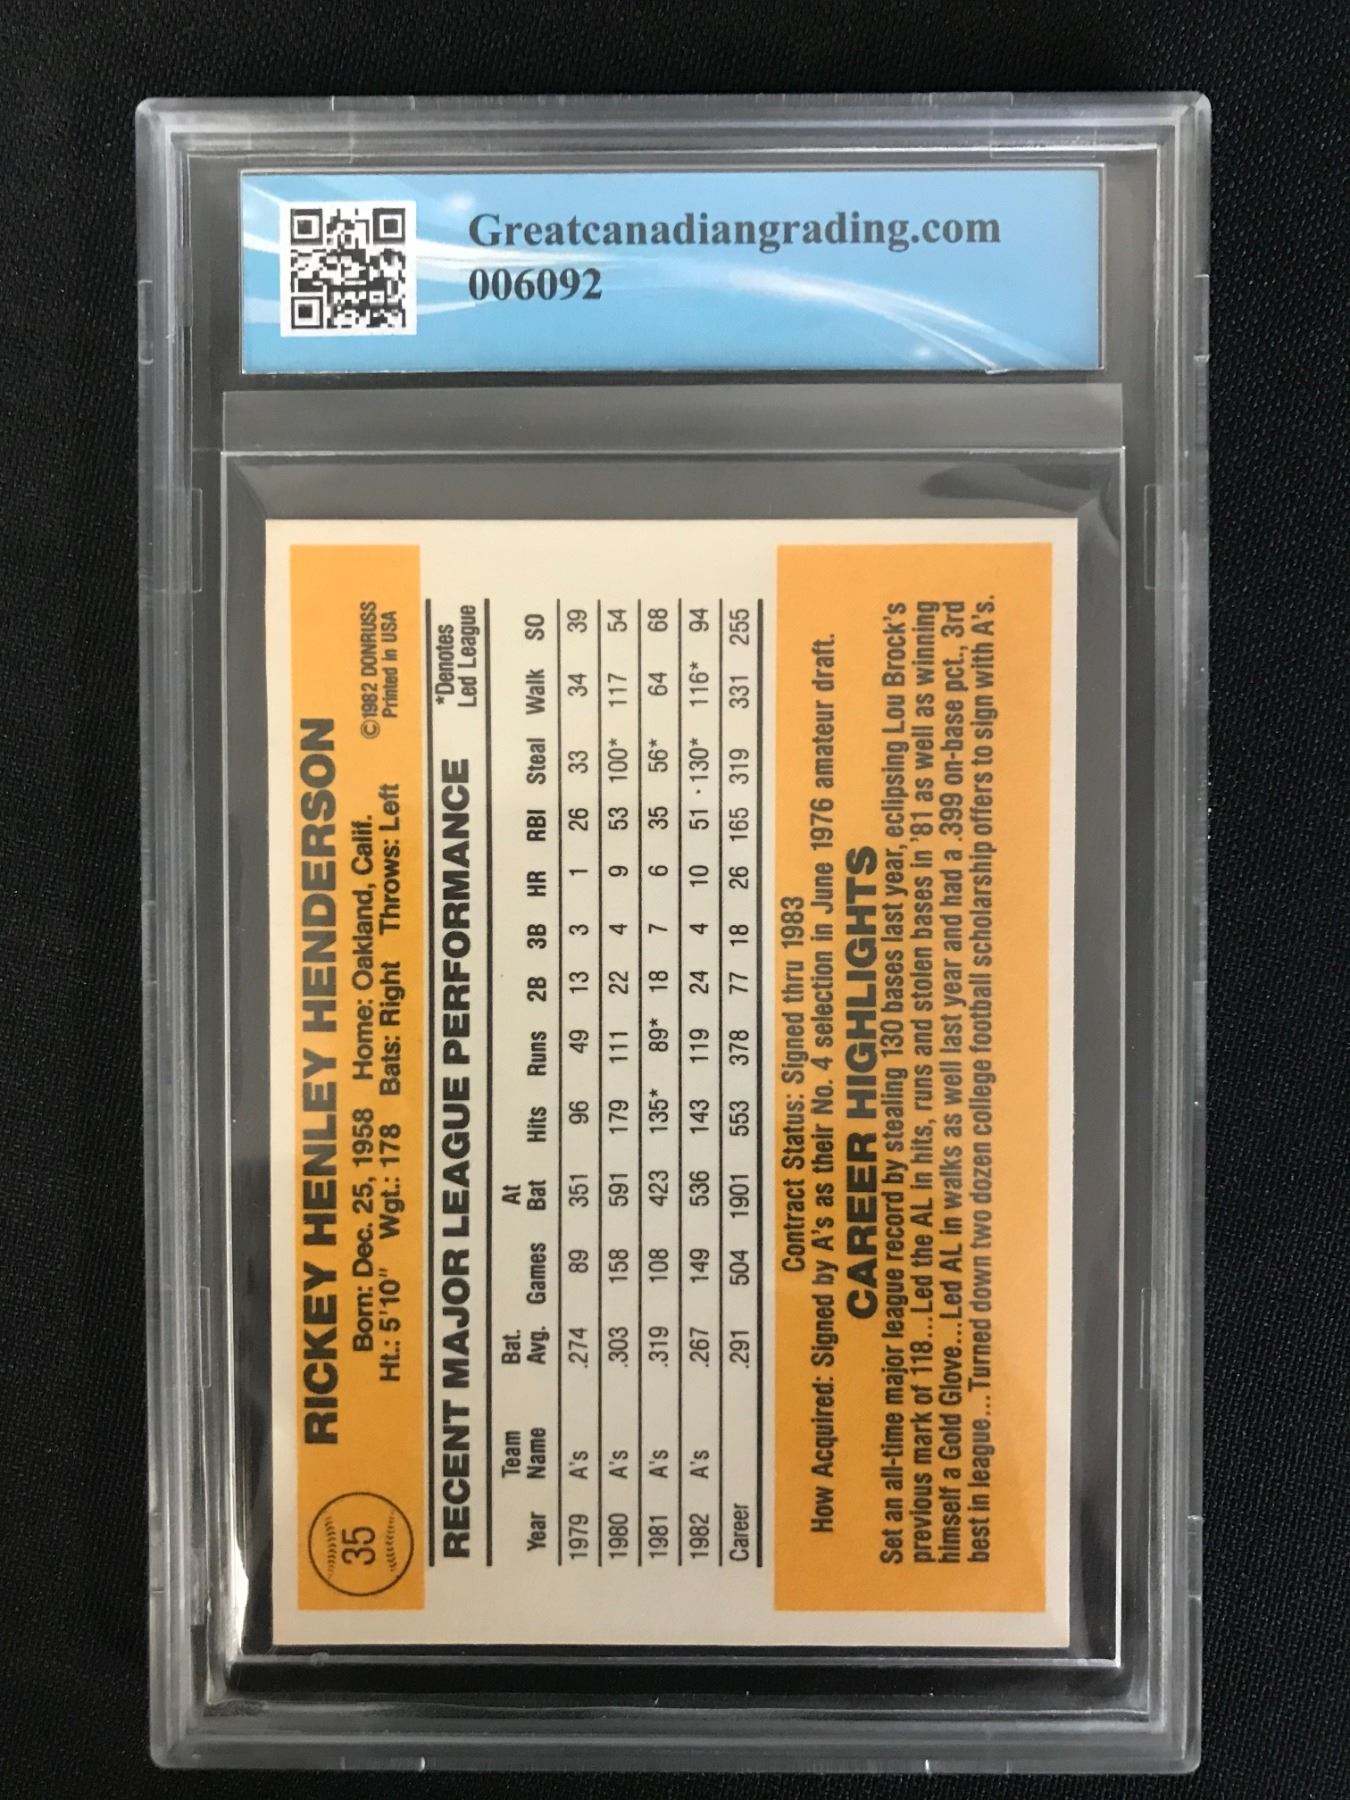 Greatcanadiangrading.com
006092
35
RICKEY HENLEY HENDERSON
Born: Dec. 25, 1958 Home: Oakland, Calif. ©1982 DONRUSS
Ht.: 5'10" Wgt.: 178 Bats: Right Throws: Left Printed in USA
RECENT MAJOR LEAGUE PERFORMANCE *Denotes
Led League
Team Bat. At
Year Name Avg. Games Bat Hits Runs 2B 3B HR RBI Steal Walk SO
1979 A's .274 89 351 96 49 13 3 1 26 33 34 39
1980 A's .303 158 591 179 111 22 4 9 53 100* 117 54
1981 A's .319 108 423 135* 89* 18 7 6 35 56* 64 68
1982 A's .267 149 536 143 119 24 4 10 51 130* 116* 94
Career .291 504 1901 553 378 77 18 26 165 319 331 255
Contract Status: Signed thru 1983
How Acquired: Signed by A's as their No. 4 selection in June 1976 amateur draft.
CAREER HIGHLIGHTS
Set an all-time major league record by stealing 130 bases last year, eclipsing Lou Brock's
previous mark of 118...Led the AL in hits, runs and stolen bases in '81 as well as winning
himself a Gold Glove...Led AL in walks as well last year and had a .399 on-base pct., 3rd
best in league...Turned down two dozen college football scholarship offers to sign with A's.